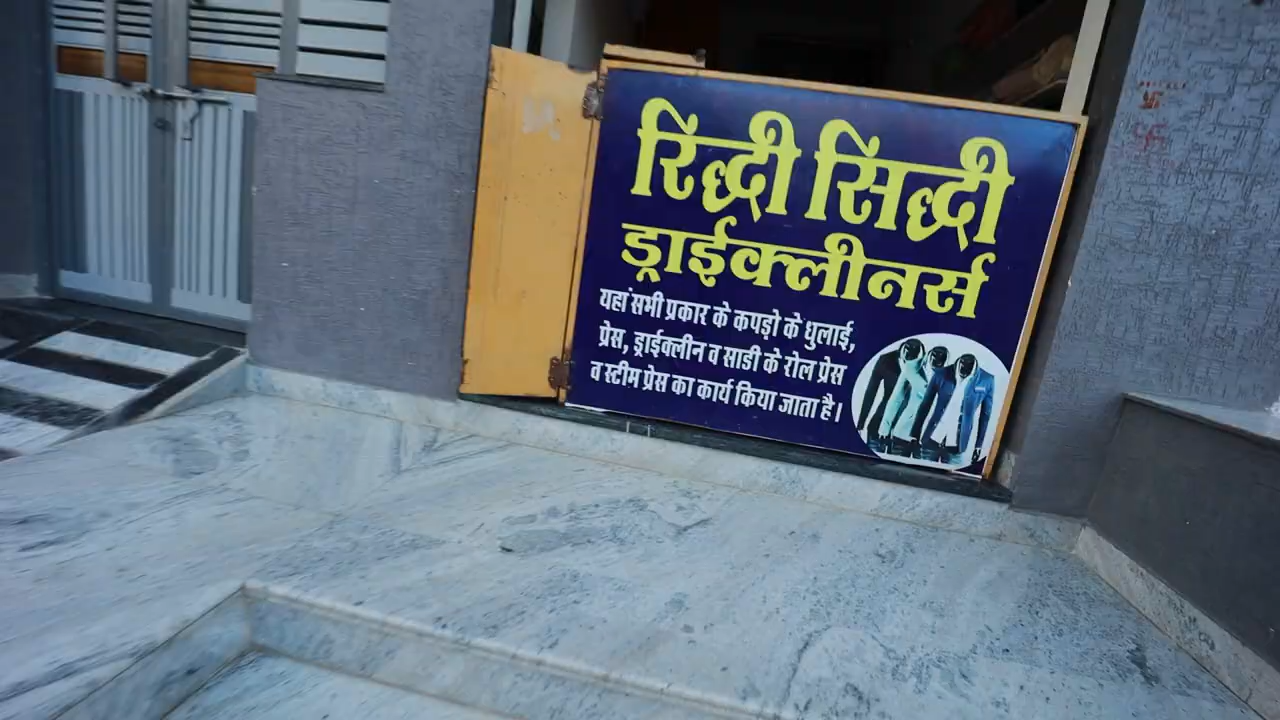 रिद्धी सिद्धी
ड्राईक्लीनर्स
यहां सभी प्रकार के कपड़ो के धुलाई,
प्रेस, ड्राईक्लीन व साडी के रोल प्रेस
व स्टीम प्रेस का कार्य किया जाता है।